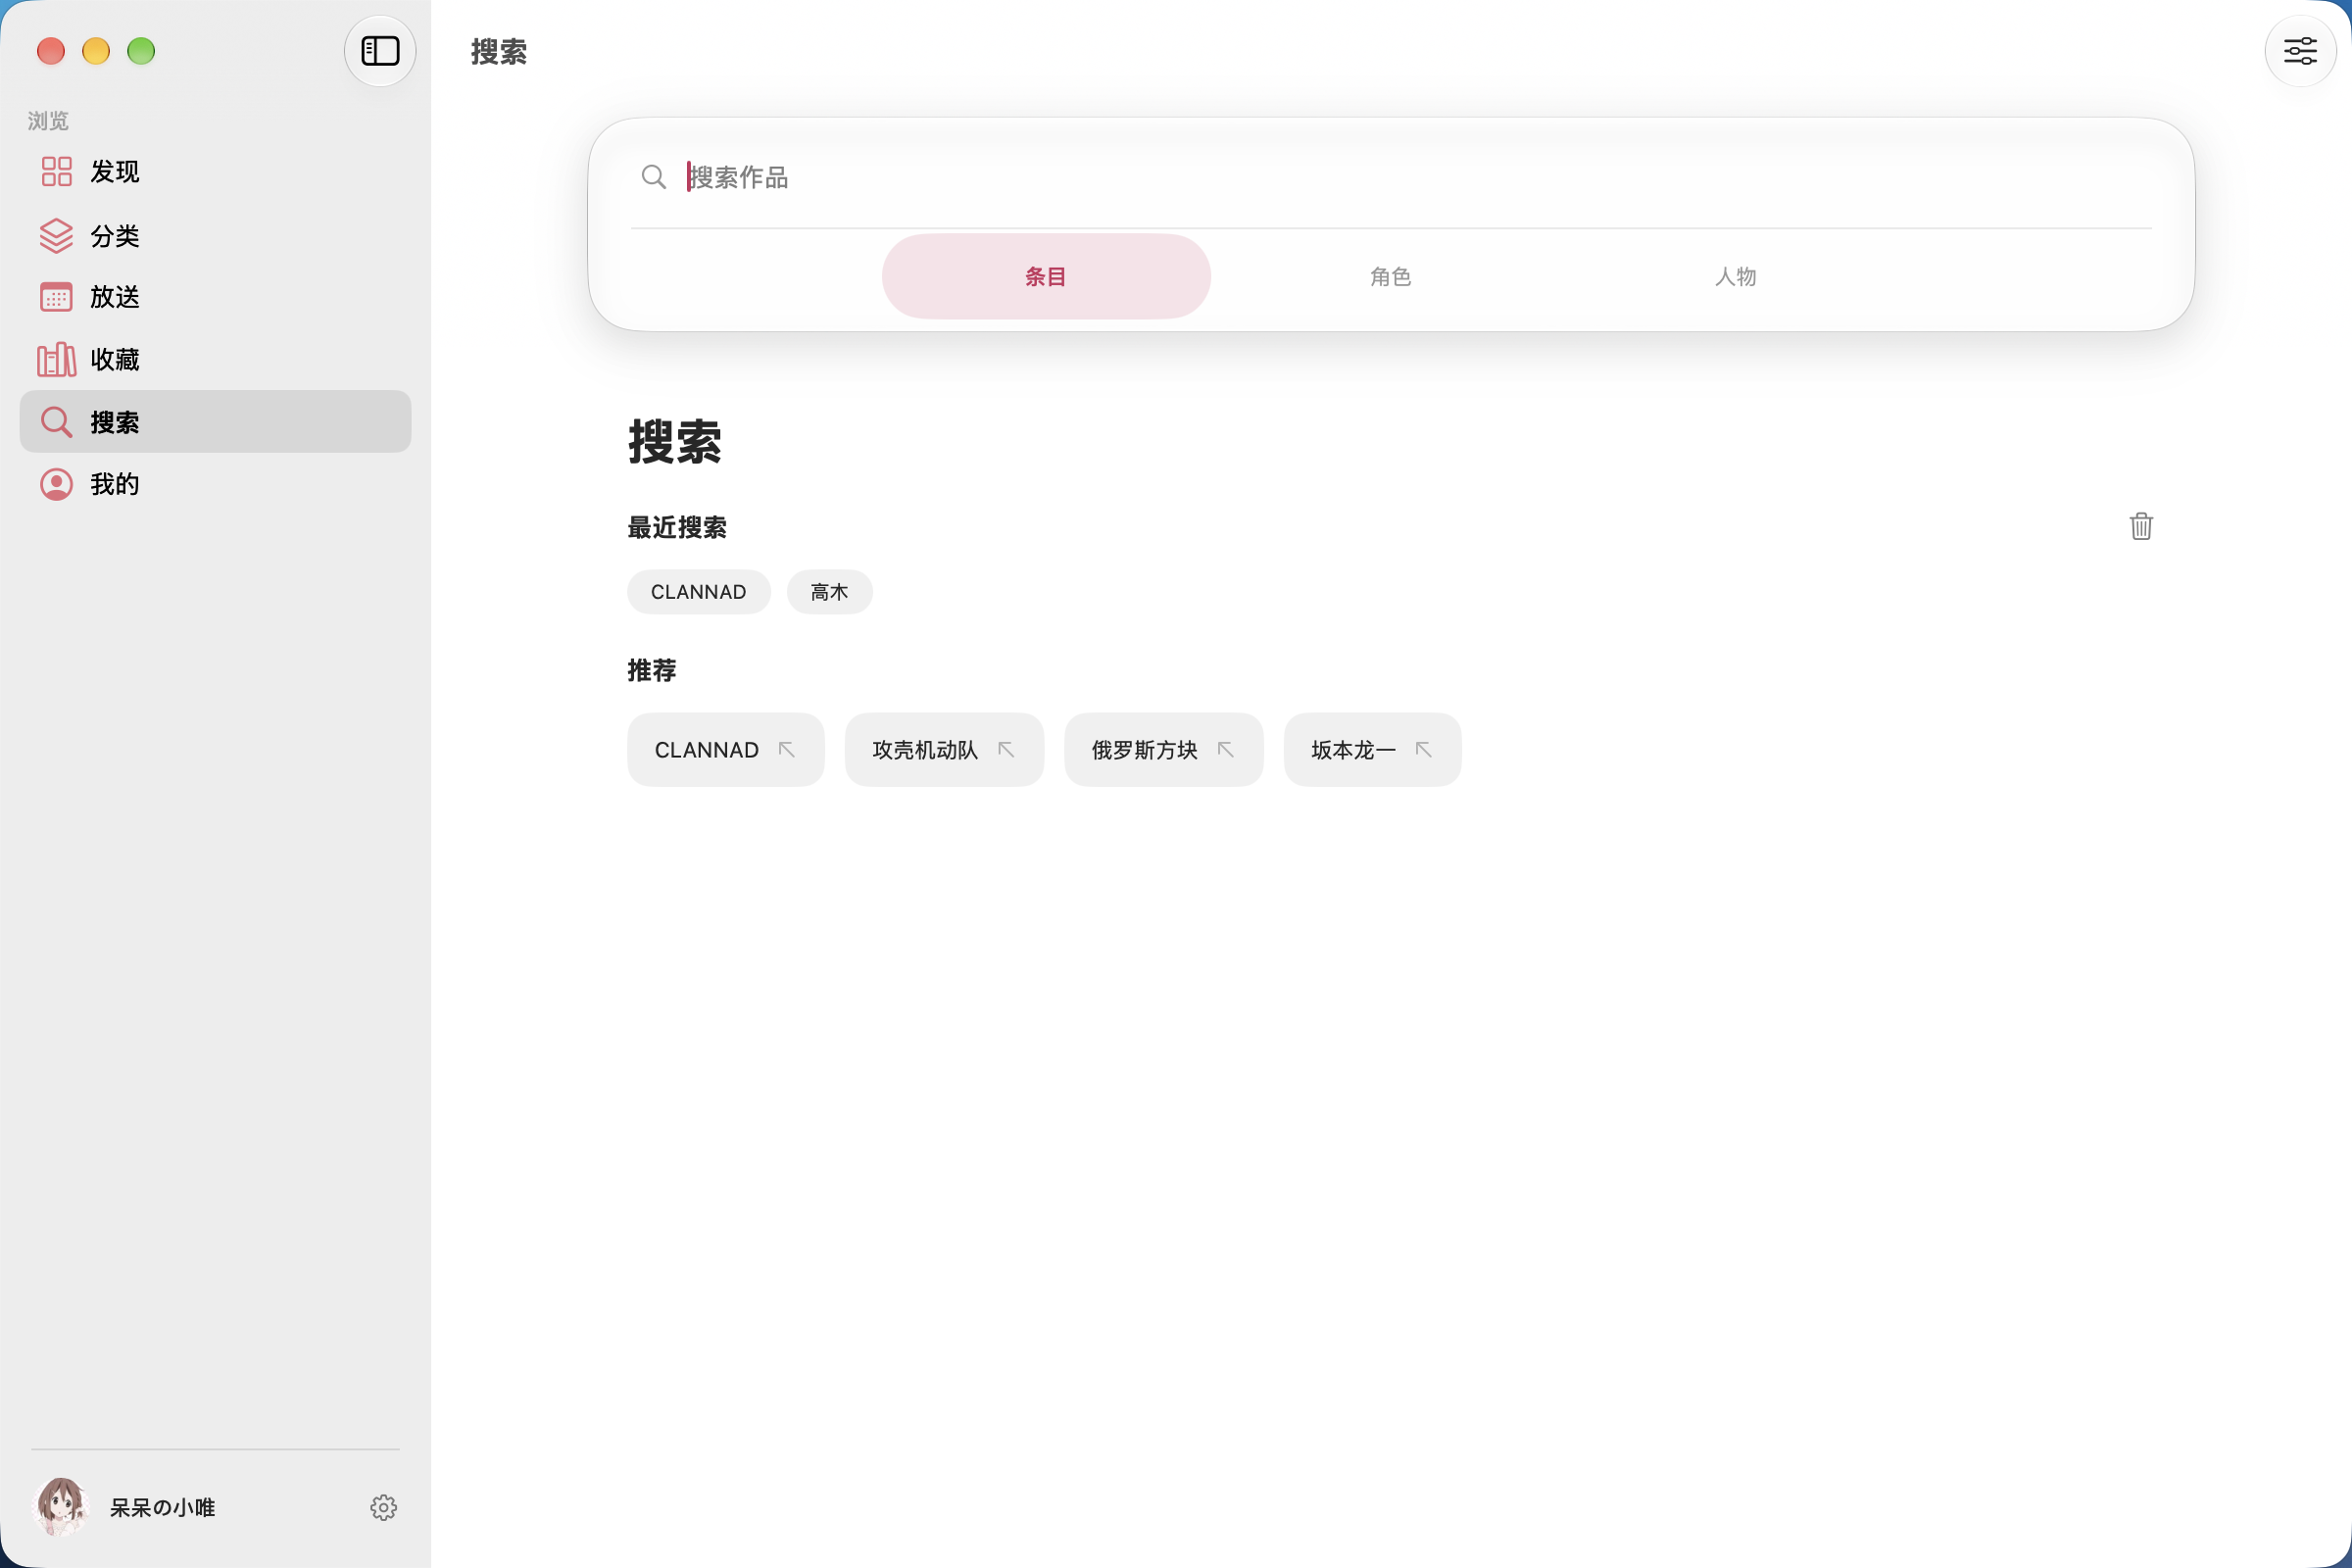 搜索
浏览
发现
分类
放送
收藏
搜索
我的
呆呆の小唯
搜索作品
条目 角色 人物
搜索
最近搜索
CLANNAD 高木
推荐
CLANNAD 攻壳机动队 俄罗斯方块 坂本龙一